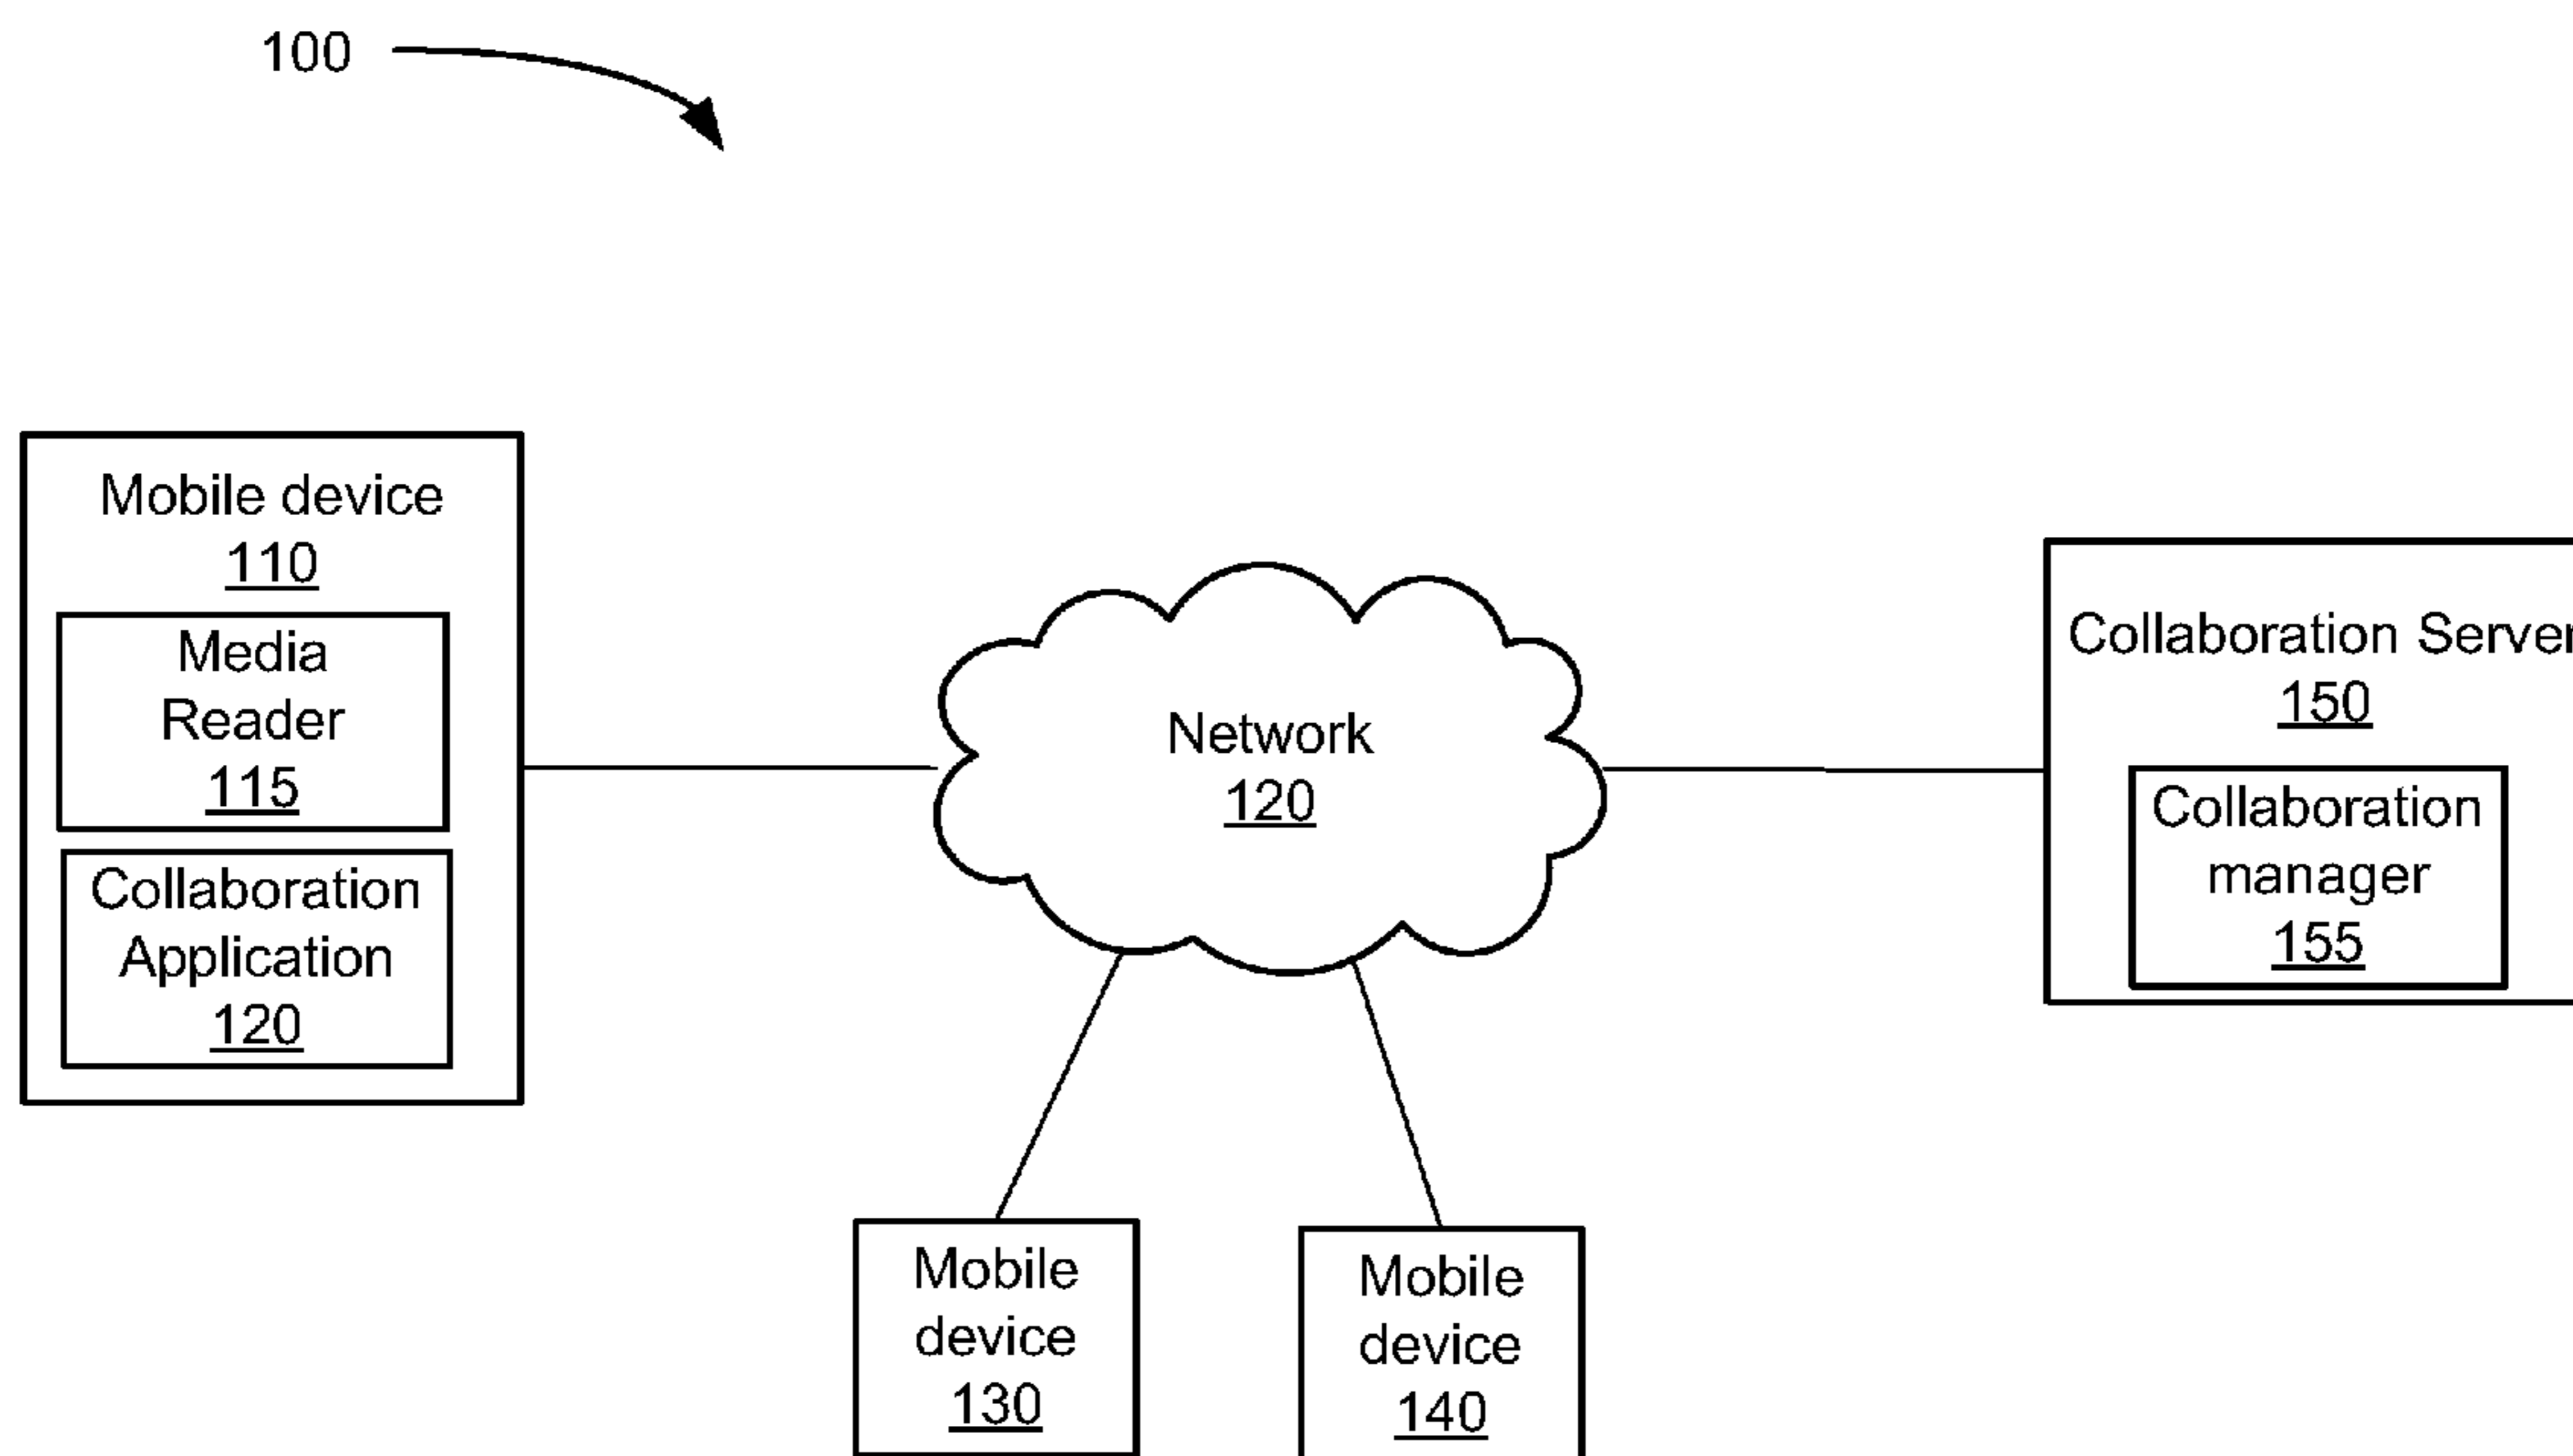 100
Mobile device
110
Media
Reader
115
Collaboration
Application
120
Network
120
Collaboration Server
150
Collaboration
manager
155
Mobile
device
130
Mobile
device
140